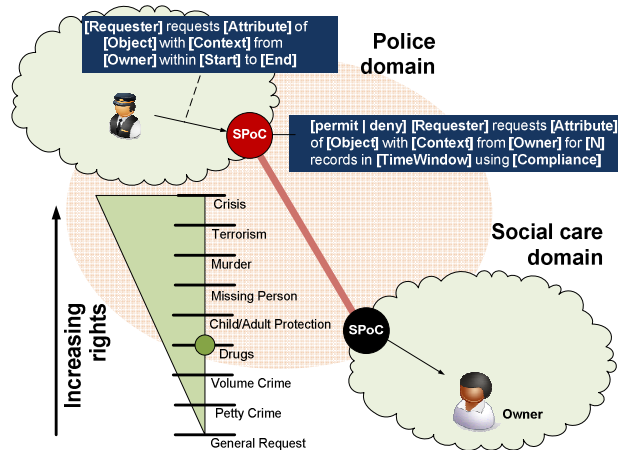 [Requester] requests [Attribute] of
[Object] with [Context] from
[Owner] within [Start] to [End]
Police
domain
SPoC
[permit | deny] [Requester] requests [Attribute]
of [Object] with [Context] from [Owner] for [N]
records in [TimeWindow] using [Compliance]
Increasing
rights
Crisis
Terrorism
Murder
Missing Person
Child/Adult Protection
Drugs
Volume Crime
Petty Crime
General Request
Social care
domain
SPoC
Owner